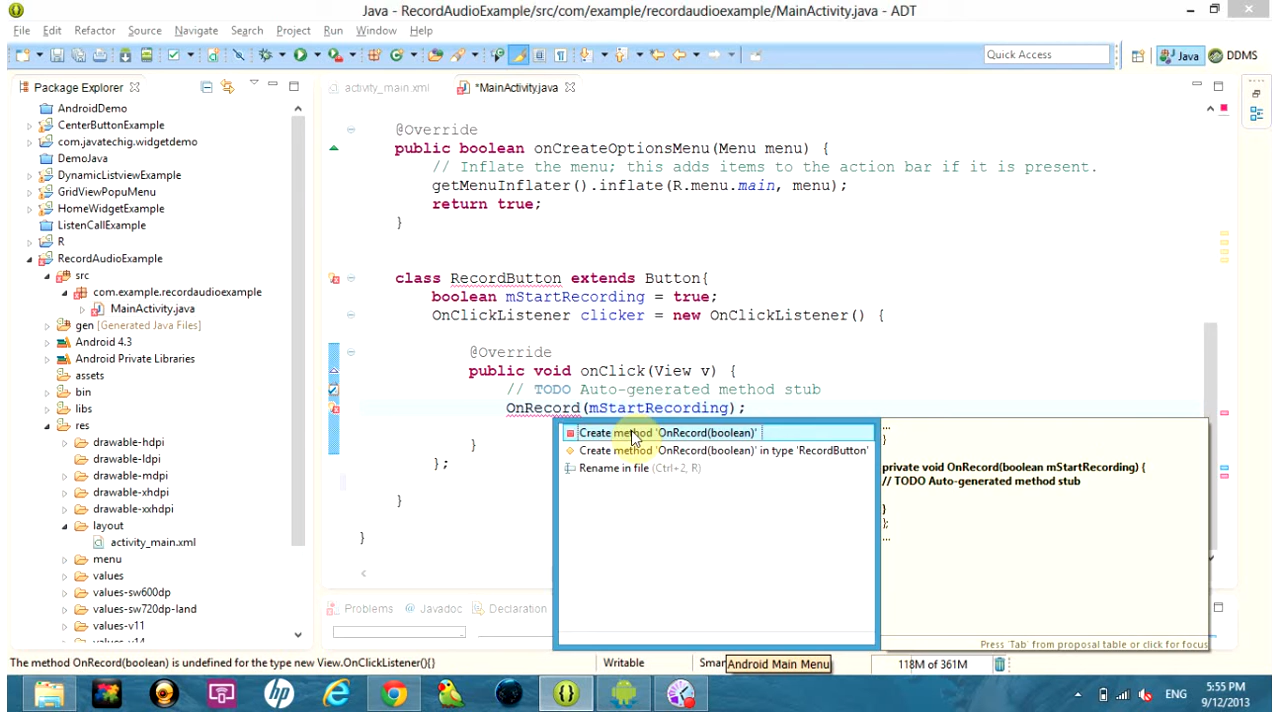 Java - RecordAudioExample/src/com/example/recordaudioexample/MainActivity.java - ADT
File Edit Refactor Source Navigate Search Project Run Window Help
Quick Access
Java
DDMS
Package Explorer
activity_main.xml
*MainActivity.java
AndroidDemo
CenterButtonExample
com.javatechig.widgetdemo
DemoJava
DynamicListviewExample
GridViewPopuMenu
HomeWidgetExample
ListenCallExample
R
RecordAudioExample
src
com.example.recordaudioexample
MainActivity.java
gen [Generated Java Files]
Android 4.3
Android Private Libraries
assets
bin
libs
res
drawable-hdpi
drawable-ldpi
drawable-mdpi
drawable-xhdpi
drawable-xxhdpi
layout
activity_main.xml
menu
values
values-sw600dp
values-sw720dp-land
values-v11
values-v14
@Override
public boolean onCreateOptionsMenu(Menu menu) {
// Inflate the menu; this adds items to the action bar if it is present.
getMenuInflater().inflate(R.menu.main, menu);
return true;
}
class RecordButton extends Button{
boolean mStartRecording = true;
OnClickListener clicker = new OnClickListener() {
@Override
public void onClick(View v) {
// TODO Auto-generated method stub
OnRecord(mStartRecording);
}
};
}
}
Create method 'OnRecord(boolean)'
Create method 'OnRecord(boolean)' in type 'RecordButton'
Rename in file (Ctrl+2, R)
...
}
private void OnRecord(boolean mStartRecording) {
// TODO Auto-generated method stub
}
};
...
Press 'Tab' from proposal table or click for focus
Problems
@ Javadoc
Declaration
The method OnRecord(boolean) is undefined for the type new View.OnClickListener(){}
Writable
Smar
Android Main Menu
118M of 361M
ENG
5:55 PM
9/12/2013